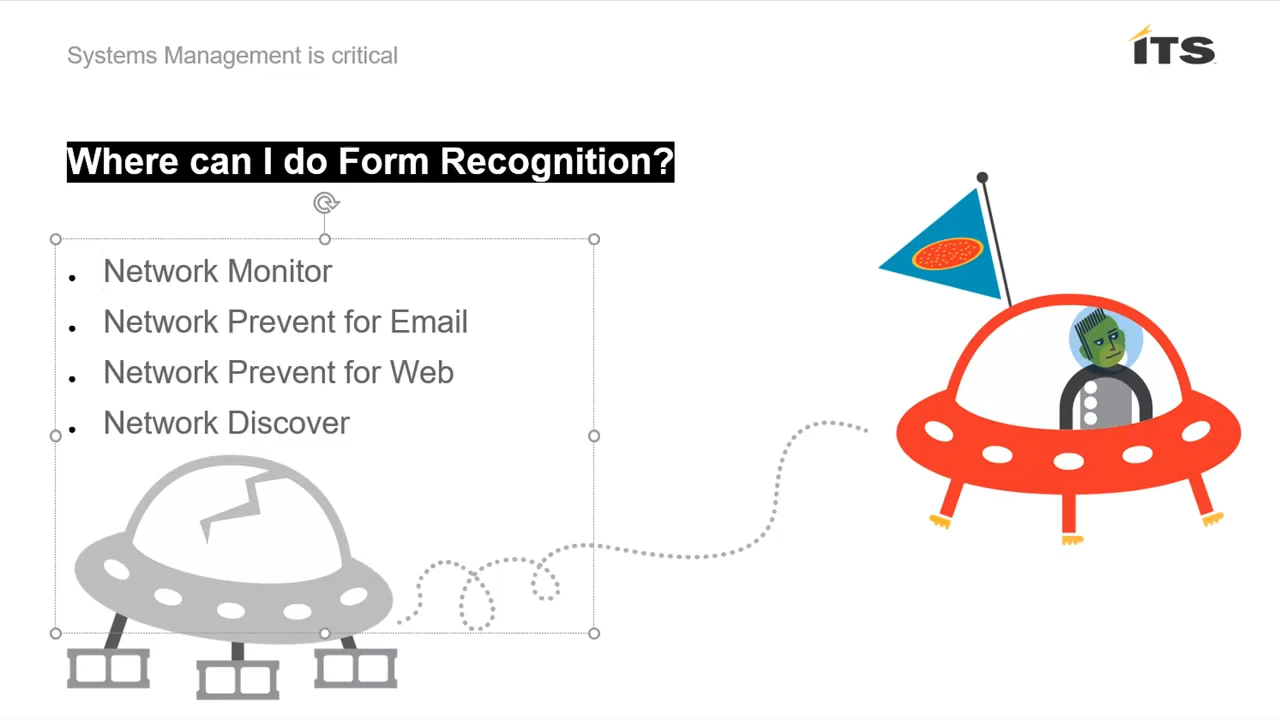 Systems Management is critical
ITS
Where can I do Form Recognition?
• Network Monitor
• Network Prevent for Email
• Network Prevent for Web
• Network Discover